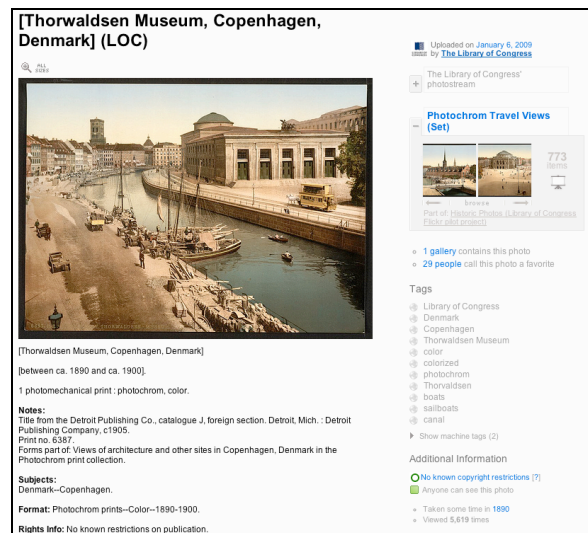 [Thorwaldsen Museum, Copenhagen,
Denmark] (LOC)
ALL
SIZES
[Thorwaldsen Museum, Copenhagen, Denmark]
[between ca. 1890 and ca. 1900].
1 photomechanical print : photochrom, color.
Notes:
Title from the Detroit Publishing Co., catalogue J, foreign section. Detroit, Mich. : Detroit
Publishing Company, c1905.
Print no. 6387.
Forms part of: Views of architecture and other sites in Copenhagen, Denmark in the
Photochrom print collection.
Subjects:
Denmark--Copenhagen.
Format: Photochrom prints--Color--1890-1900.
Rights Info: No known restrictions on publication.
Uploaded on January 6, 2009
by The Library of Congress
The Library of Congress'
photostream
Photochrom Travel Views
(Set)
773
items
browse
Part of: Historic Photos (Library of Congress
Flickr pilot project)
1 gallery contains this photo
29 people call this photo a favorite
Tags
Library of Congress
Denmark
Copenhagen
Thorwaldsen Museum
color
colorized
photochrom
Thorvaldsen
boats
sailboats
canal
Show machine tags (2)
Additional Information
No known copyright restrictions [?]
Anyone can see this photo
Taken some time in 1890
Viewed 5,619 times